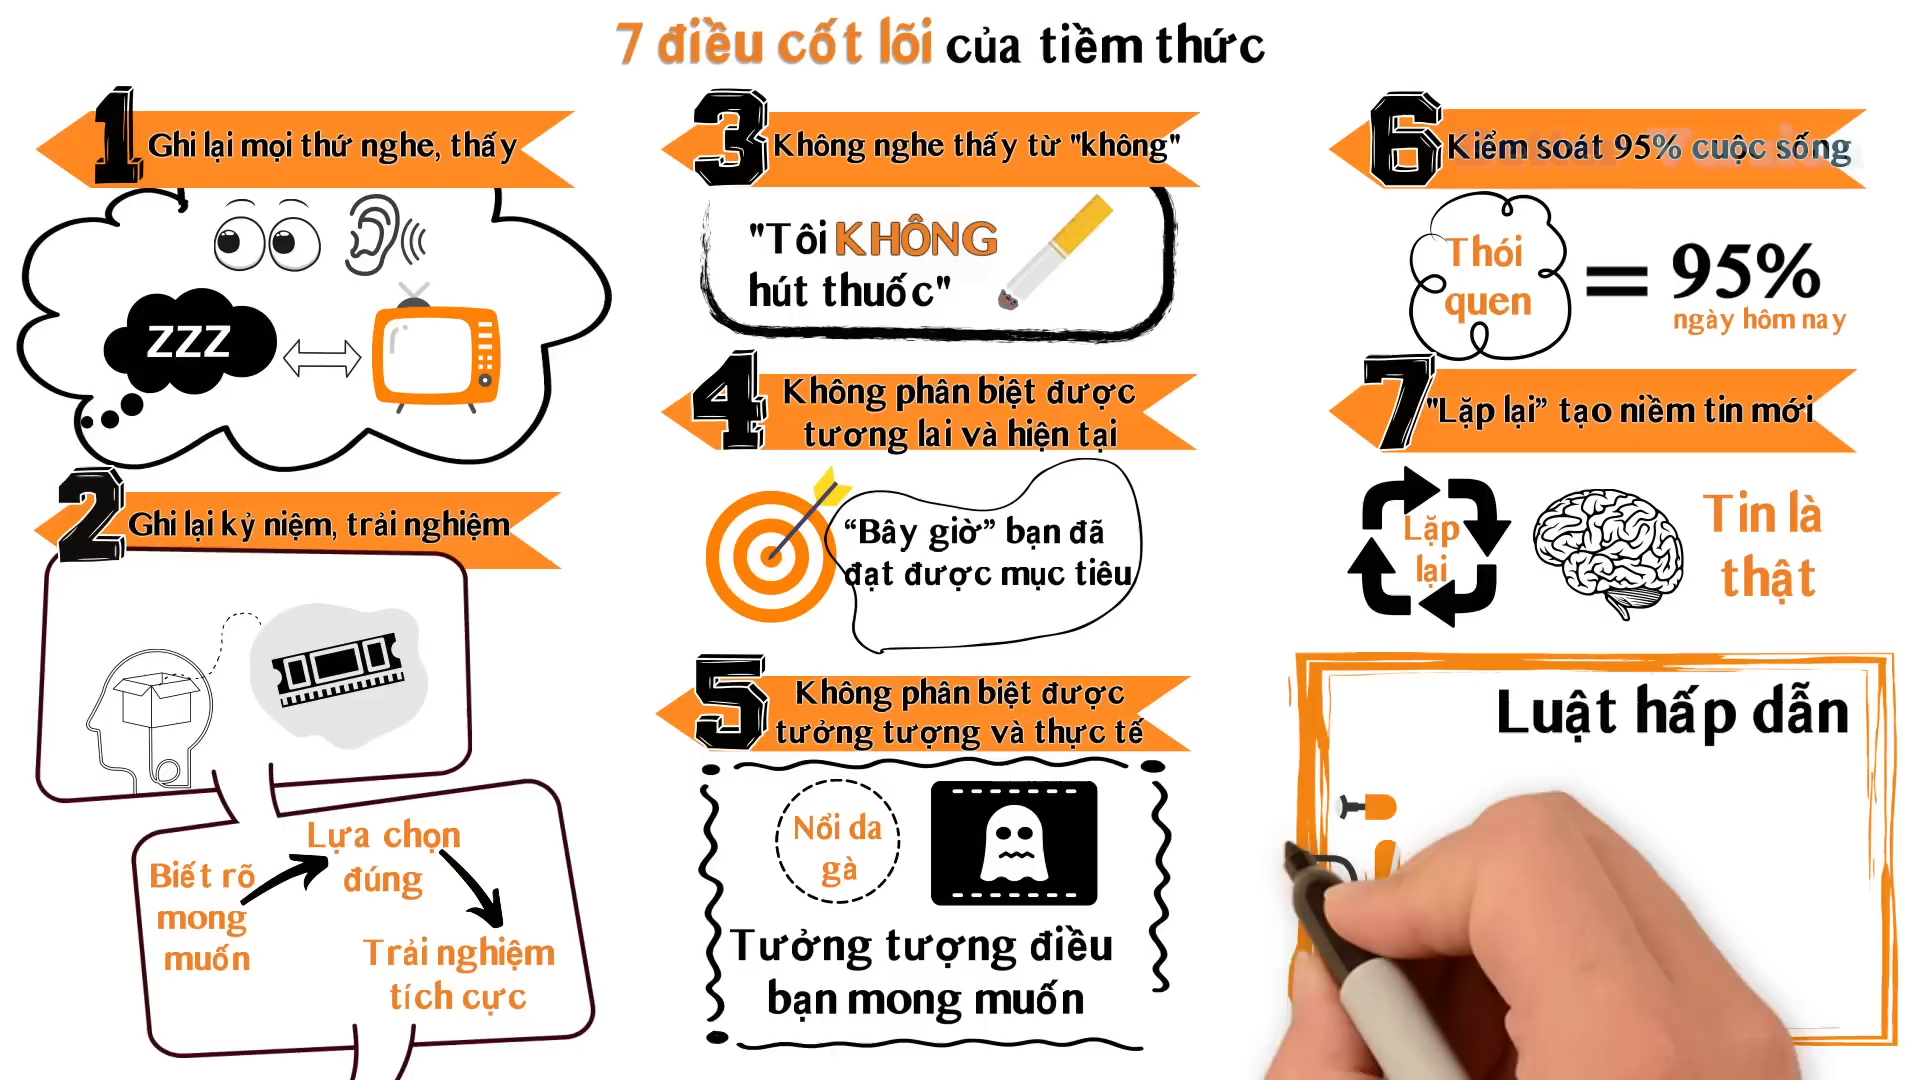 7 điều cốt lõi của tiềm thức
1
Ghi lại mọi thứ nghe, thấy
ZZZ
2
Ghi lại kỷ niệm, trải nghiệm
Biết rõ
mong
muốn
Lựa chọn
đúng
Trải nghiệm
tích cực
3
Không nghe thấy từ "không"
"Tôi KHÔNG
hút thuốc"
4
Không phân biệt được
tương lai và hiện tại
“Bây giờ” bạn đã
đạt được mục tiêu
5
Không phân biệt được
tưởng tượng và thực tế
Nổi da
gà
Tưởng tượng điều
bạn mong muốn
6
Kiểm soát 95% cuộc sống
Thói
quen
= 95%
ngày hôm nay
7
"Lặp lại” tạo niềm tin mới
Lặp
lại
Tin là
thật
Luật hấp dẫn